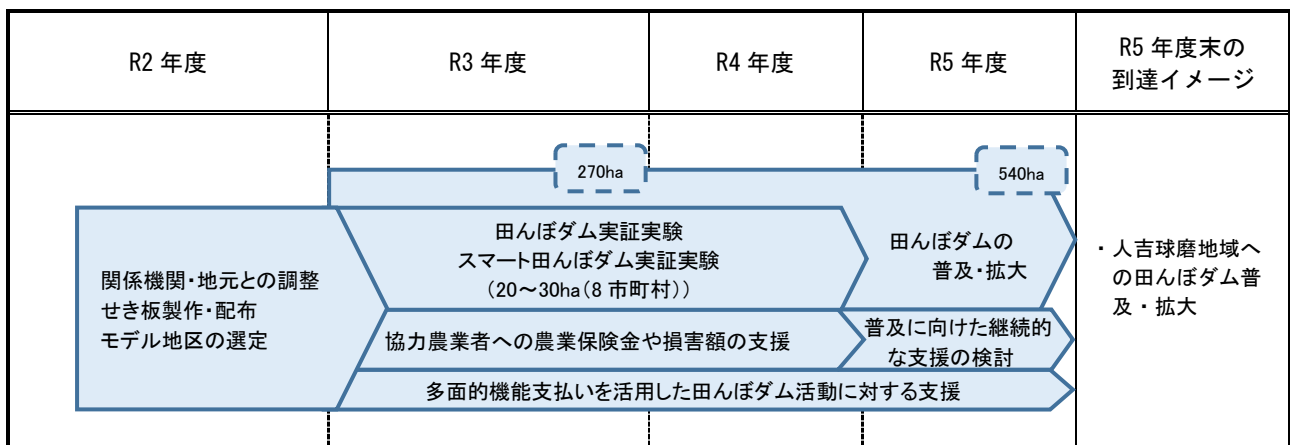 R2 年度
R3 年度
R4 年度
R5 年度
R5 年度末の
到達イメージ
270ha
540ha
関係機関・地元との調整
せき板製作・配布
モデル地区の選定
田んぼダム実証実験
スマート田んぼダム実証実験
（20～30ha（8 市町村））
田んぼダムの
普及・拡大
協力農業者への農業保険金や損害額の支援
普及に向けた継続的
な支援の検討
多面的機能支払いを活用した田んぼダム活動に対する支援
・人吉球磨地域へ
の田んぼダム普
及・拡大